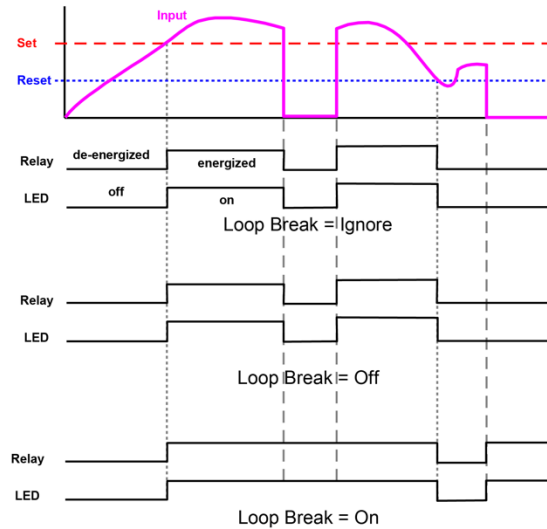 Input
Set
Reset
de-energized
energized
Relay
off
on
LED
Loop Break = Ignore
Relay
LED
Loop Break = Off
Relay
LED
Loop Break = On